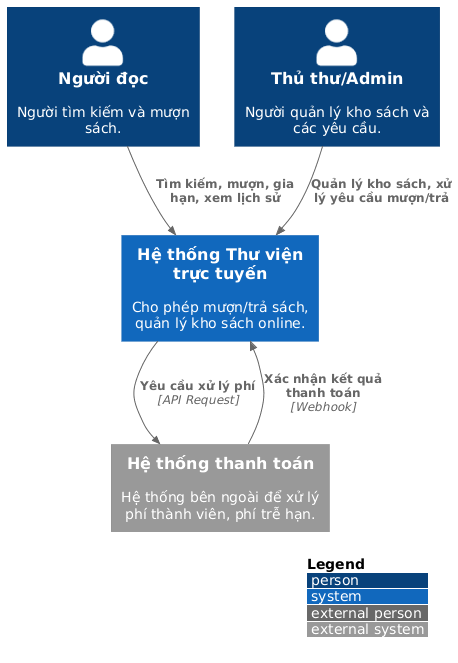 Người đọc
Người tìm kiếm và mượn
sách.
Thủ thư/Admin
Người quản lý kho sách và
các yêu cầu.
Tìm kiếm, mượn, gia
hạn, xem lịch sử
Quản lý kho sách, xử
lý yêu cầu mượn/trả
Hệ thống Thư viện
trực tuyến
Cho phép mượn/trả sách,
quản lý kho sách online.
Yêu cầu xử lý phí
[API Request]
Xác nhận kết quả
thanh toán
[Webhook]
Hệ thống thanh toán
Hệ thống bên ngoài để xử lý
phí thành viên, phí trễ hạn.
Legend
person
system
external person
external system